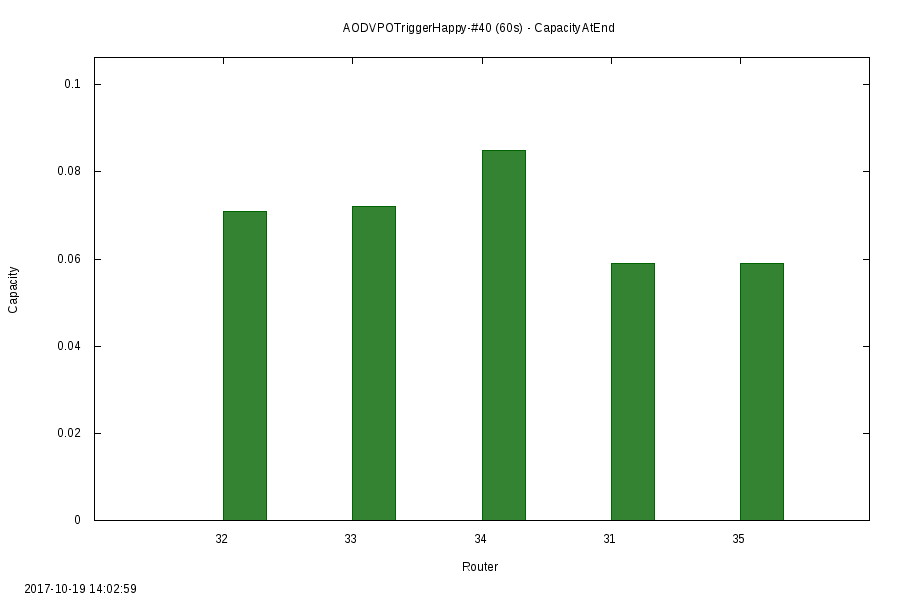 AODVPOTriggerHappy-#40 (60s) - CapacityAtEnd
0.1
0.08
0.06
0.04
0.02
0
Capacity
32 33 34 31 35
Router
2017-10-19 14:02:59